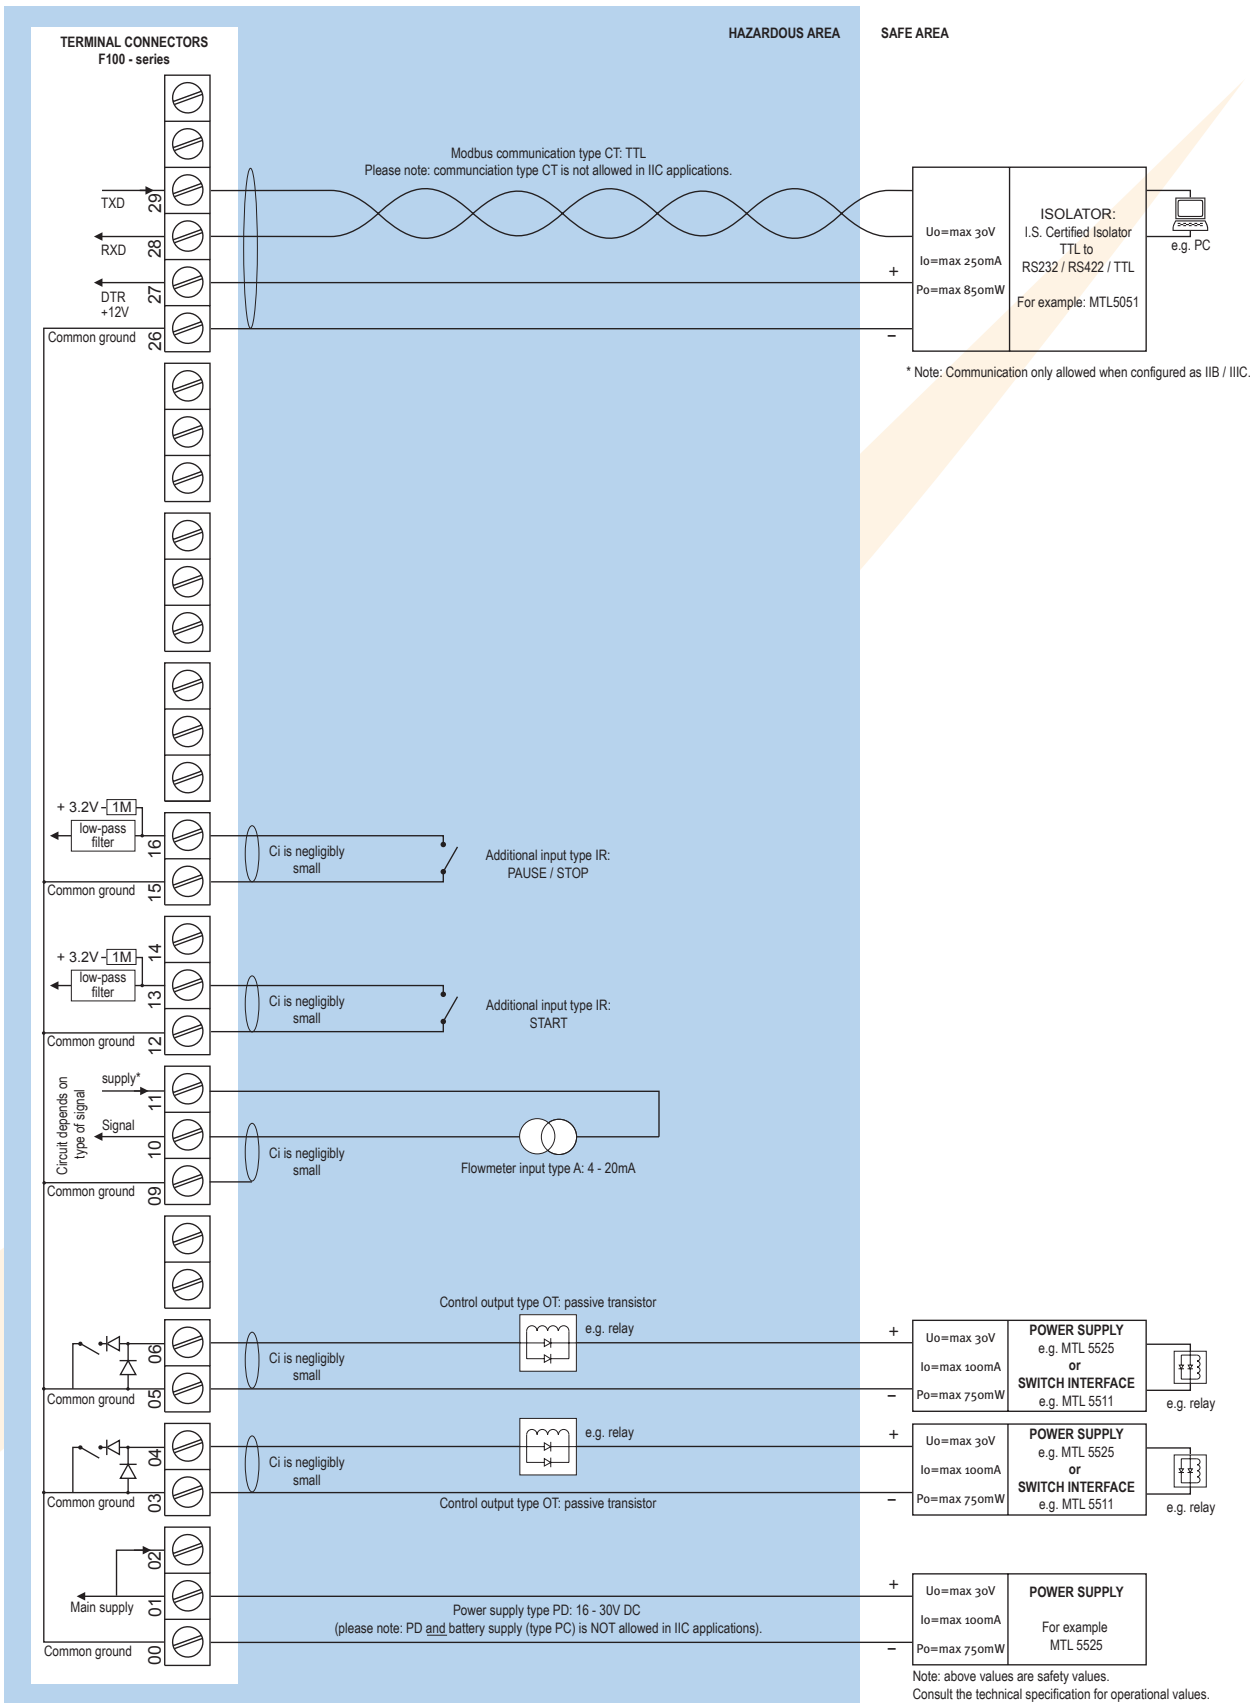 HAZARDOUS AREA
SAFE AREA
TERMINAL CONNECTORS
F100 - series
Modbus communication type CT: TTL
Please note: communciation type CT is not allowed in IIC applications.
TXD
29
RXD
28
DTR
+12V
27
Common ground
26
+
–
Uo=max 30V
Io=max 250mA
Po=max 850mW
ISOLATOR:
I.S. Certified Isolator
TTL to
RS232 / RS422 / TTL
For example: MTL5051
e.g. PC
* Note: Communication only allowed when configured as IIB / IIIC.
+ 3.2V
1M
low-pass
filter
16
Common ground
15
Ci is negligibly
small
Additional input type IR:
PAUSE / STOP
14
+ 3.2V
1M
low-pass
filter
13
Common ground
12
Ci is negligibly
small
Additional input type IR:
START
Circuit depends on
type of signal
supply*
11
Signal
10
Common ground
09
Ci is negligibly
small
Flowmeter input type A: 4 - 20mA
Control output type OT: passive transistor
e.g. relay
06
Common ground
05
Ci is negligibly
small
+
–
Uo=max 30V
Io=max 100mA
Po=max 750mW
POWER SUPPLY
e.g. MTL 5525
or
SWITCH INTERFACE
e.g. MTL 5511
e.g. relay
04
Common ground
03
Ci is negligibly
small
e.g. relay
Control output type OT: passive transistor
+
–
Uo=max 30V
Io=max 100mA
Po=max 750mW
POWER SUPPLY
e.g. MTL 5525
or
SWITCH INTERFACE
e.g. MTL 5511
e.g. relay
02
Main supply
01
Common ground
00
Power supply type PD: 16 - 30V DC
(please note: PD and battery supply (type PC) is NOT allowed in IIC applications).
+
–
Uo=max 30V
Io=max 100mA
Po=max 750mW
POWER SUPPLY
For example
MTL 5525
Note: above values are safety values.
Consult the technical specification for operational values.